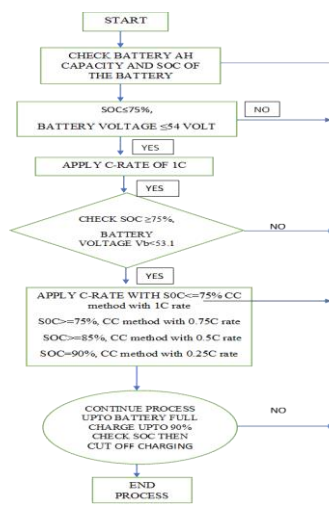 START
CHECK BATTERY AH
CAPACITY AND SOC OF
THE BATTERY
SOC≤75%,
BATTERY VOLTAGE ≤54 VOLT
NO
YES
APPLY C-RATE OF 1C
YES
CHECK SOC ≥75%,
BATTERY
VOLTAGE Vb<53.1
NO
YES
APPLY C-RATE WITH S0C<=75% CC
method with 1C rate
S0C>=75%, CC method with 0.75C rate
SOC>=85%, CC method with 0.5C rate
SOC=90%, CC method with 0.25C rate
CONTINUE PROCESS
UPTO BATTERY FULL
CHARGE UPTO 90%
CHECK SOC THEN
CUT OFF CHARGING
NO
END
PROCESS